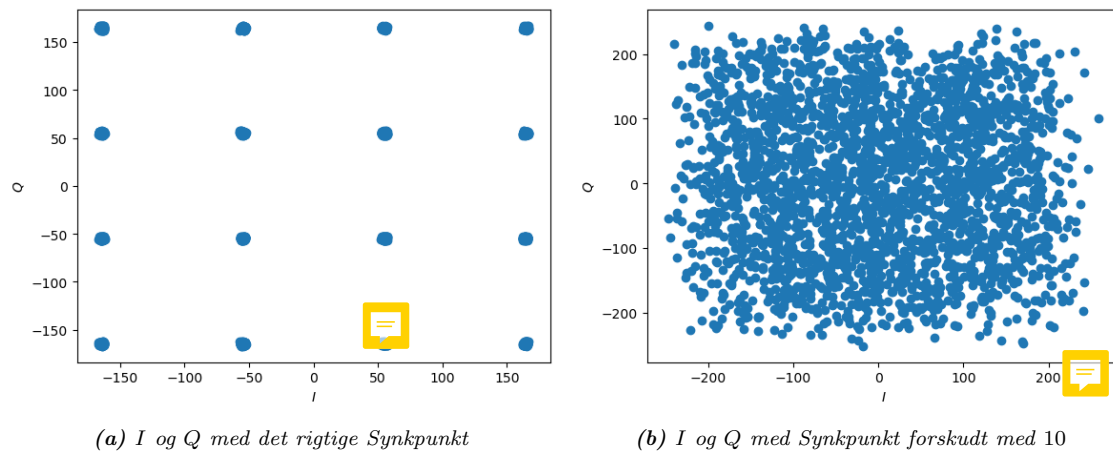 150
100
50
0
−50
−100
−150
Q
−150 −100 −50 0 50 100 150
I
(a) I og Q med det rigtige Synkpunkt
200
100
0
−100
−200
Q
−200 −100 0 100 200
I
(b) I og Q med Synkpunkt forskudt med 10